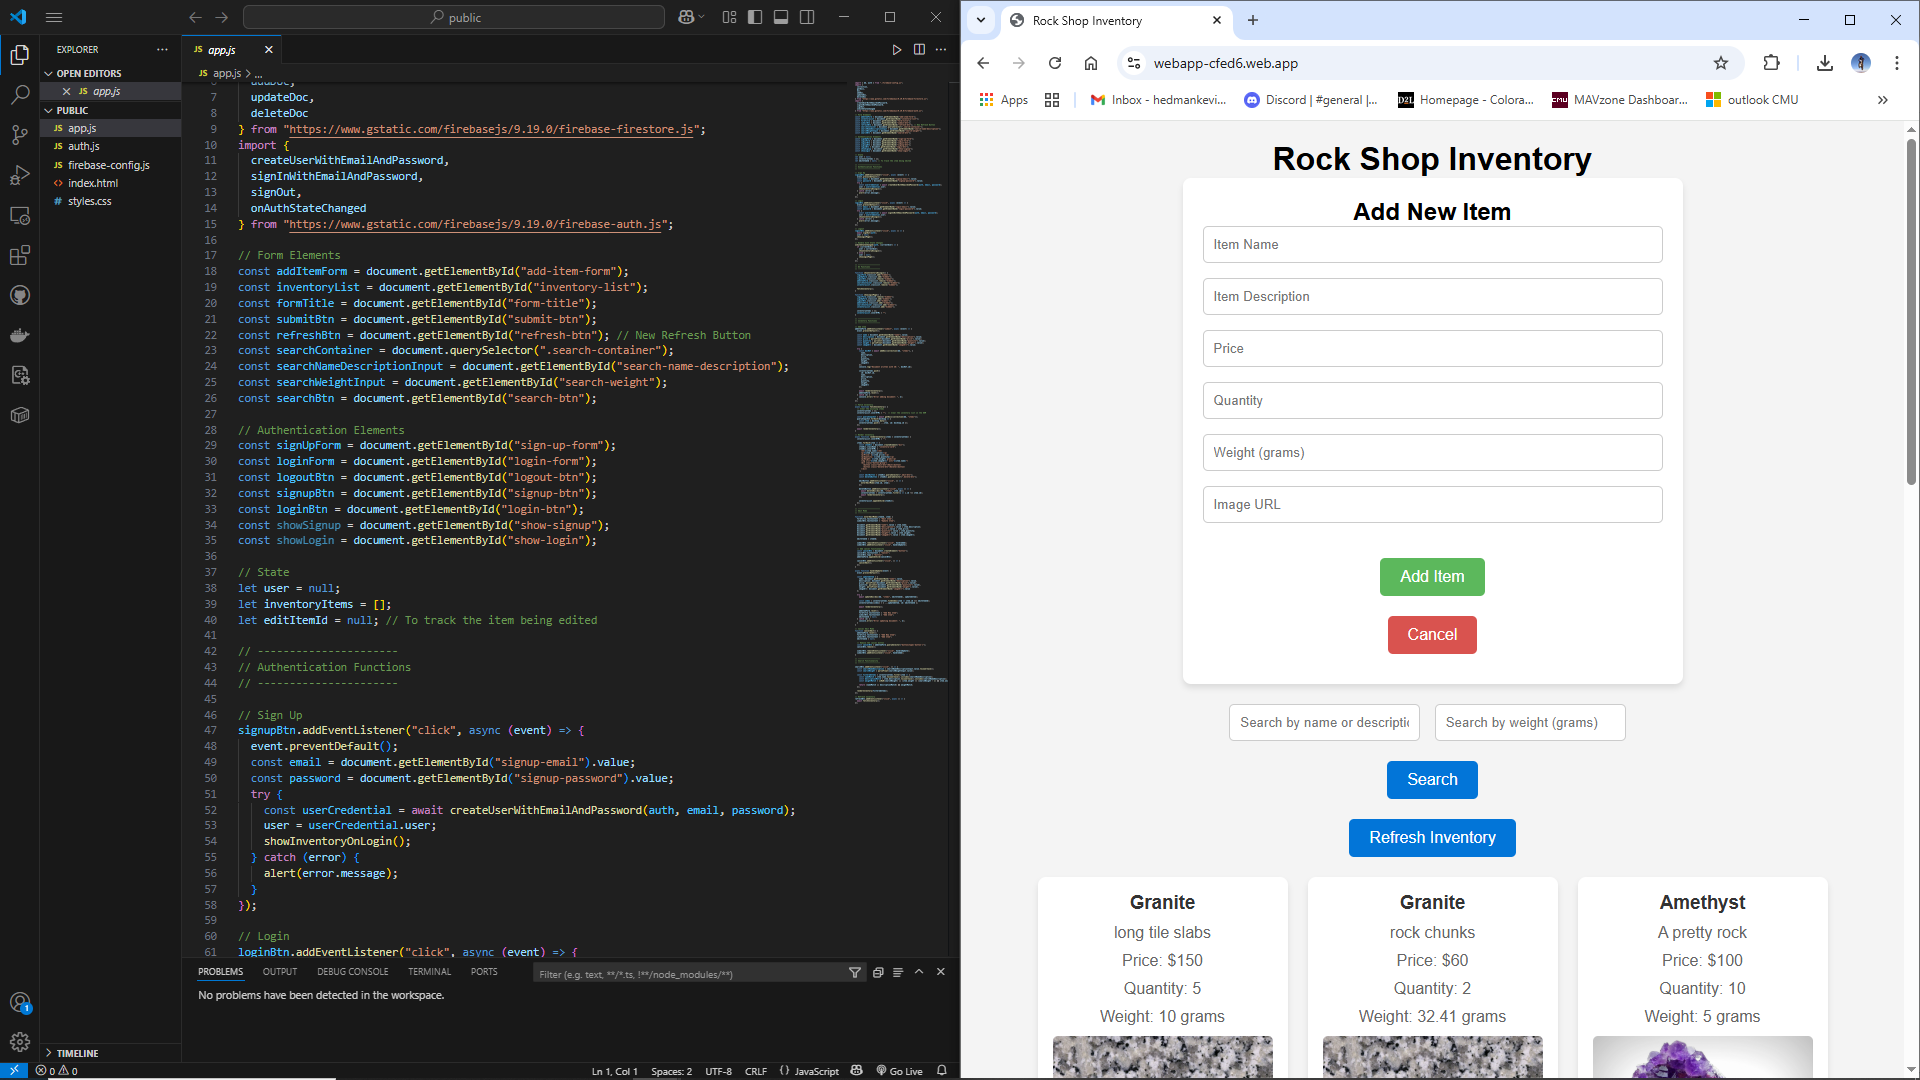 public
EXPLORER
OPEN EDITORS
JS app.js
PUBLIC
JS app.js
JS auth.js
JS firebase-config.js
<> index.html
# styles.css
TIMELINE
JS app.js
JS app.js > ...
7 updateDoc,
8 deleteDoc
9 } from "https://www.gstatic.com/firebasejs/9.19.0/firebase-firestore.js";
10 import {
11 createUserWithEmailAndPassword,
12 signInWithEmailAndPassword,
13 signOut,
14 onAuthStateChanged
15 } from "https://www.gstatic.com/firebasejs/9.19.0/firebase-auth.js";
16
17 // Form Elements
18 const addItemForm = document.getElementById("add-item-form");
19 const inventoryList = document.getElementById("inventory-list");
20 const formTitle = document.getElementById("form-title");
21 const submitBtn = document.getElementById("submit-btn");
22 const refreshBtn = document.getElementById("refresh-btn"); // New Refresh Button
23 const searchContainer = document.querySelector(".search-container");
24 const searchNameDescriptionInput = document.getElementById("search-name-description");
25 const searchWeightInput = document.getElementById("search-weight");
26 const searchBtn = document.getElementById("search-btn");
27
28 // Authentication Elements
29 const signUpForm = document.getElementById("sign-up-form");
30 const loginForm = document.getElementById("login-form");
31 const logoutBtn = document.getElementById("logout-btn");
32 const signupBtn = document.getElementById("signup-btn");
33 const loginBtn = document.getElementById("login-btn");
34 const showSignup = document.getElementById("show-signup");
35 const showLogin = document.getElementById("show-login");
36
37 // State
38 let user = null;
39 let inventoryItems = [];
40 let editItemId = null; // To track the item being edited
41
42 // ----------------------
43 // Authentication Functions
44 // ----------------------
45
46 // Sign Up
47 signupBtn.addEventListener("click", async (event) => {
48 event.preventDefault();
49 const email = document.getElementById("signup-email").value;
50 const password = document.getElementById("signup-password").value;
51 try {
52 const userCredential = await createUserWithEmailAndPassword(auth, email, password);
53 user = userCredential.user;
54 showInventoryOnLogin();
55 } catch (error) {
56 alert(error.message);
57 }
58 });
59
60 // Login
61 loginBtn.addEventListener("click", async (event) => {
PROBLEMS OUTPUT DEBUG CONSOLE TERMINAL PORTS Filter (e.g. text, **/*.ts, !**/node_modules/**)
No problems have been detected in the workspace.
1
0 0 Ln 1, Col 1 Spaces: 2 UTF-8 CRLF {} JavaScript Go Live
Rock Shop Inventory
webapp-cfed6.web.app
Apps Inbox - hedmankevi... Discord | #general |... D2L Homepage - Colora... CMU MAVzone Dashboar... outlook CMU
Rock Shop Inventory
Add New Item
Item Name
Item Description
Price
Quantity
Weight (grams)
Image URL
Add Item
Cancel
Search by name or descriptio Search by weight (grams)
Search
Refresh Inventory
Granite
long tile slabs
Price: $150
Quantity: 5
Weight: 10 grams
Granite
rock chunks
Price: $60
Quantity: 2
Weight: 32.41 grams
Amethyst
A pretty rock
Price: $100
Quantity: 10
Weight: 5 grams